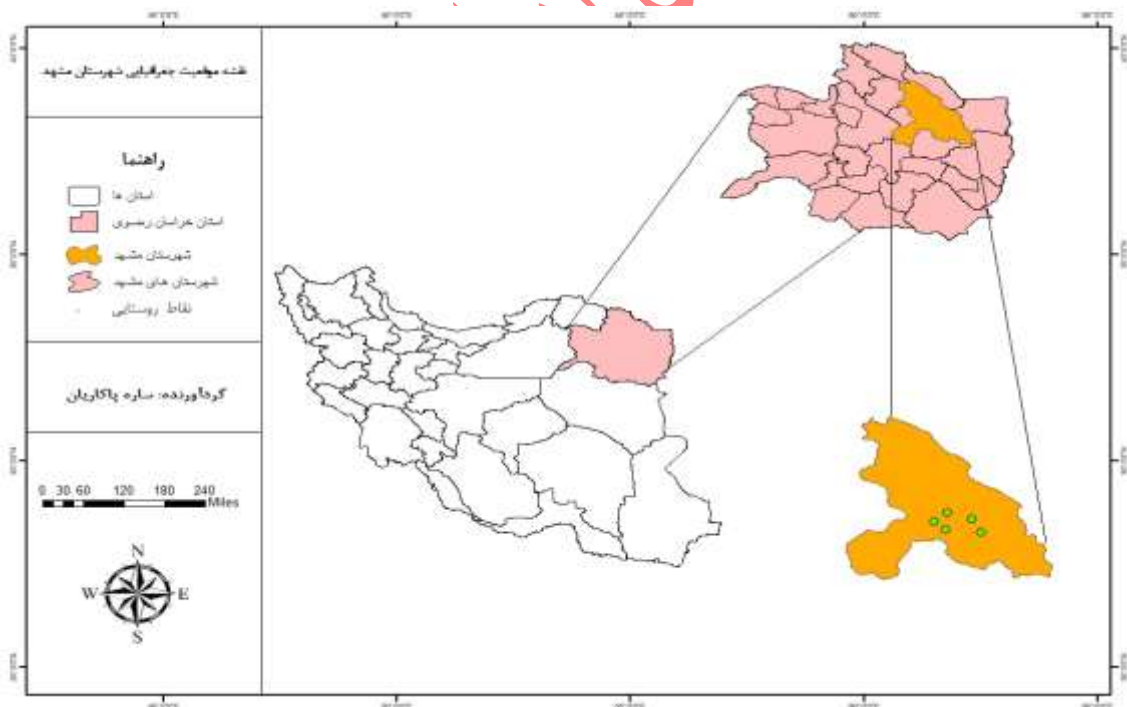 نقشه موقعیت جغرافیایی شهرستان مشهد
راهنما
استان ها
استان خراسان رضوی
شهرستان مشهد
شهرستان های مشهد
نقاط روستایی
گردآورنده: ساره پاکاریان
0 30 60 120 180 240
Miles
N
W E
S